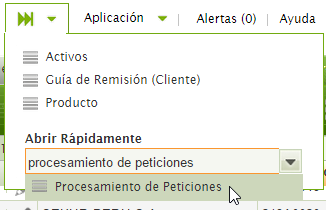 Aplicación Alertas (0) Ayuda
Activos
Guía de Remisión (Cliente)
Producto
Abrir Rápidamente
procesamiento de peticiones
Procesamiento de Peticiones